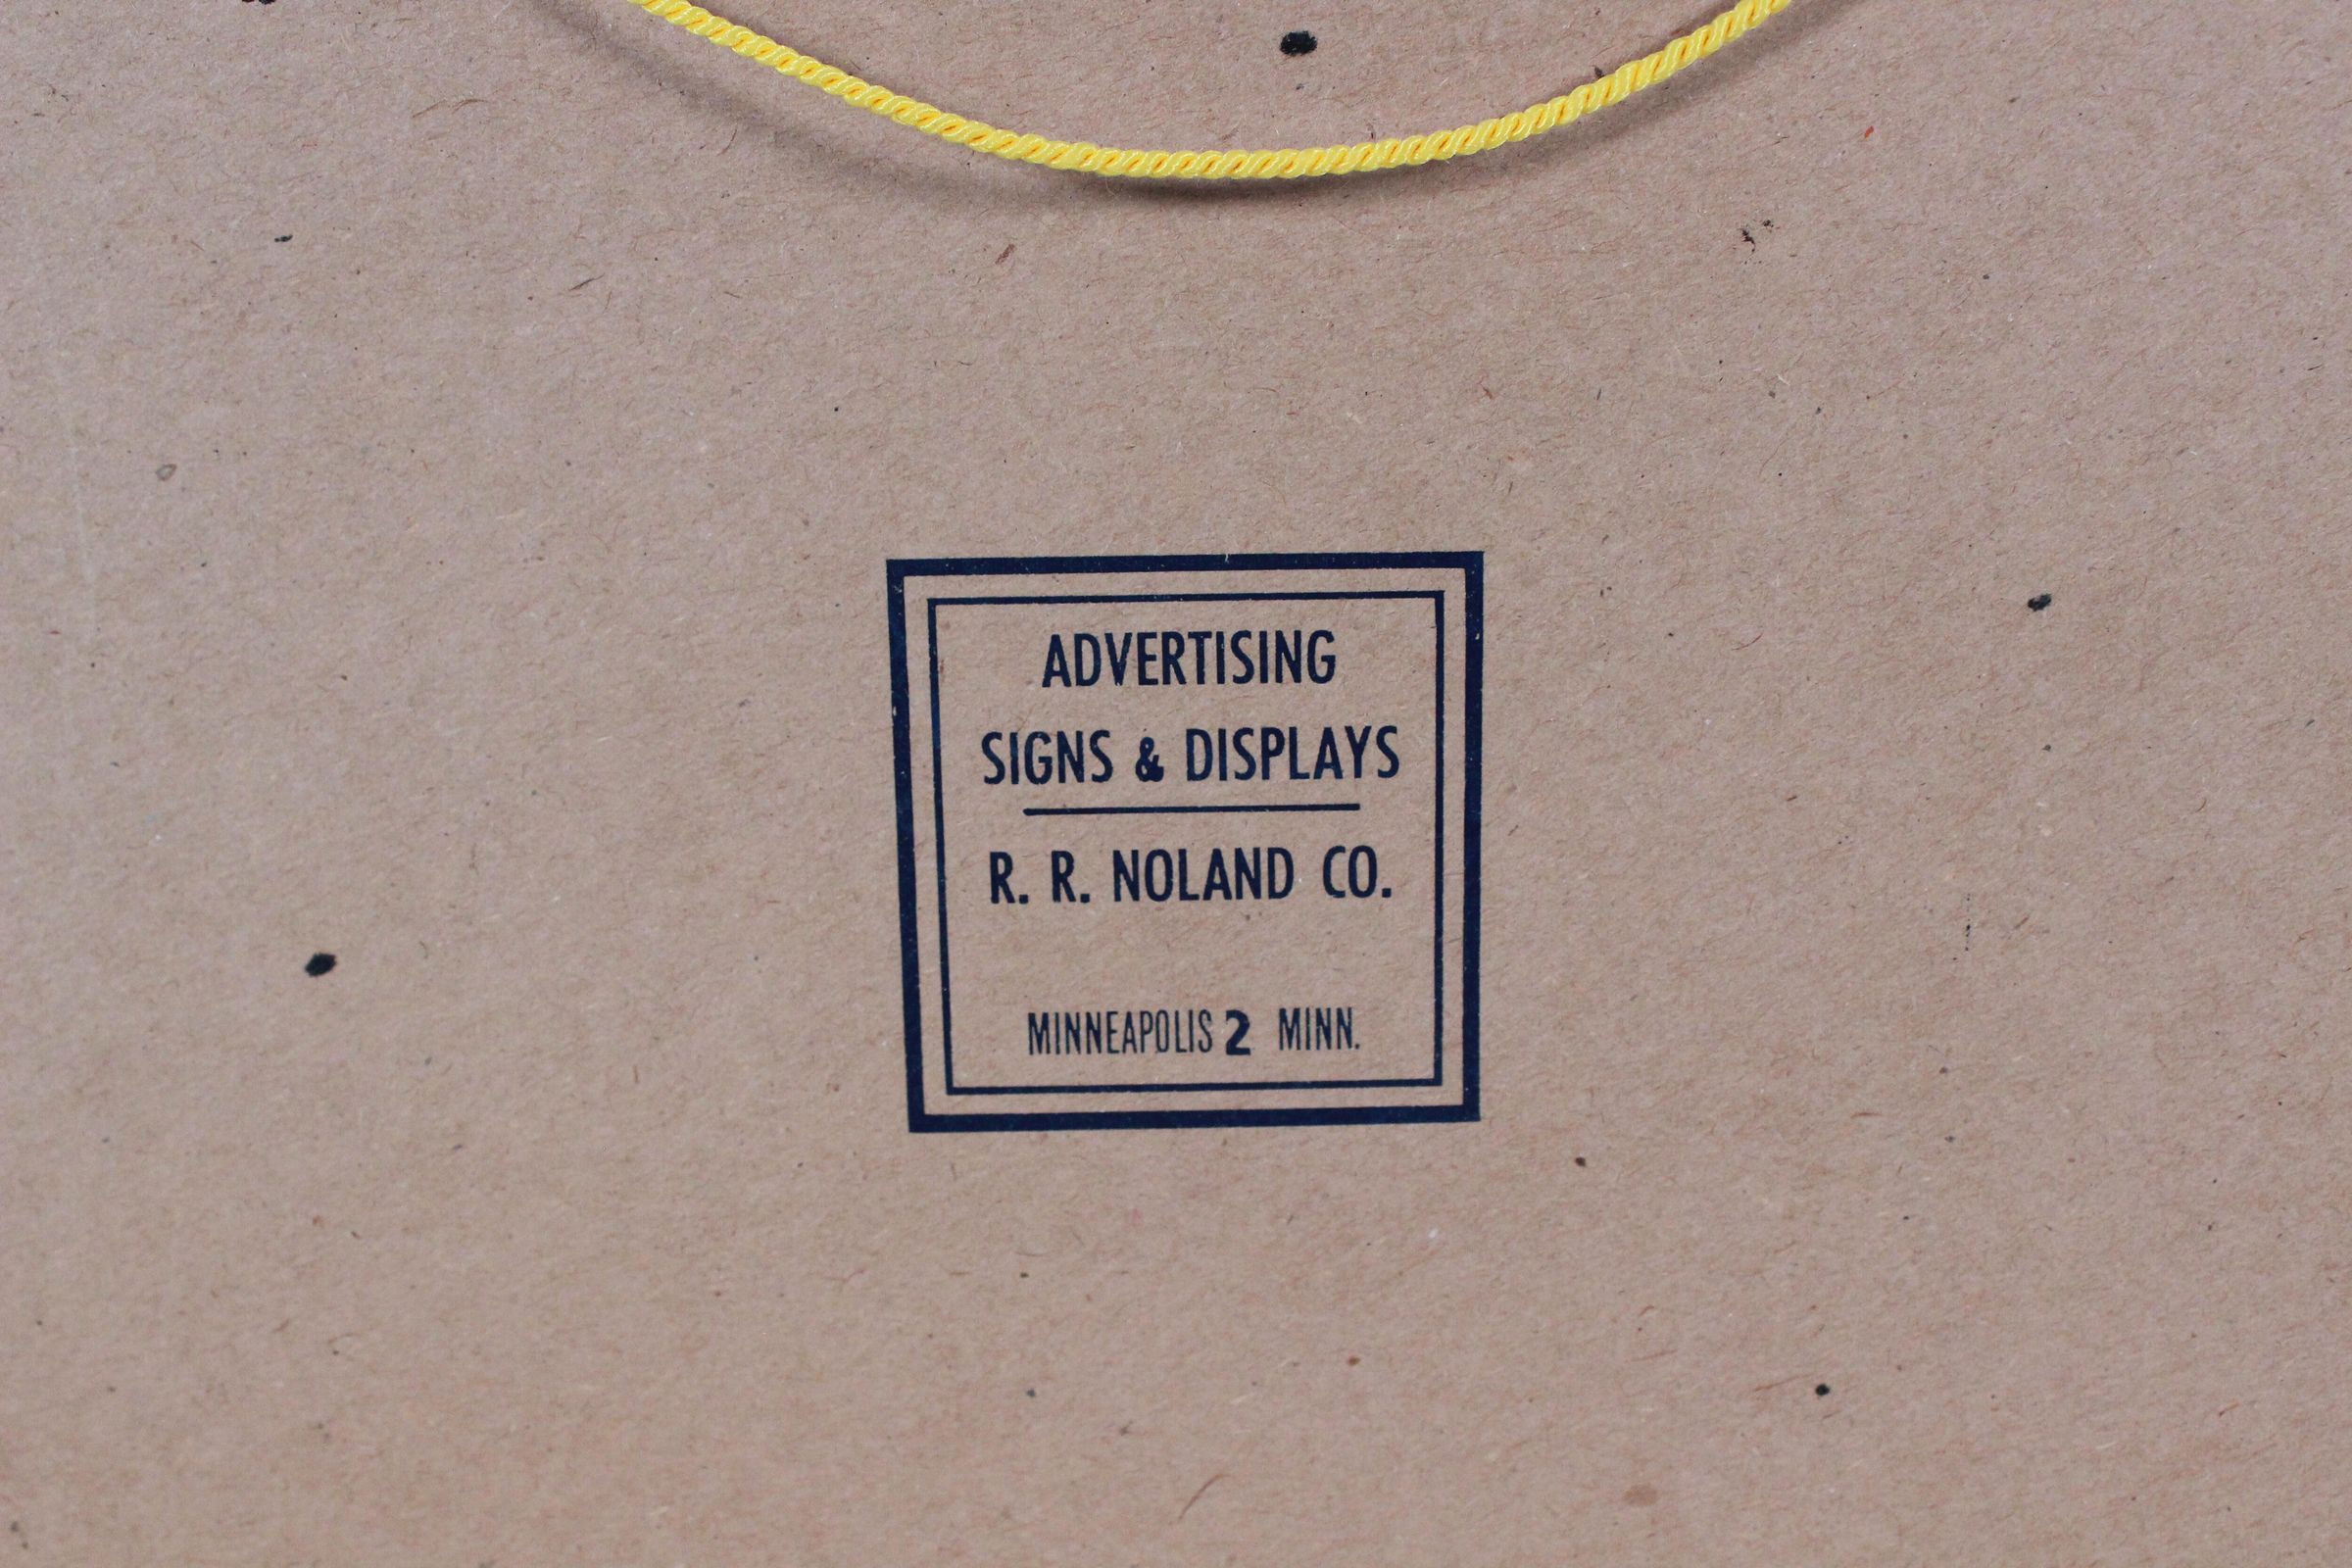 ADVERTISING
SIGNS & DISPLAYS
R. R. NOLAND CO.
MINNEAPOLIS 2 MINN.